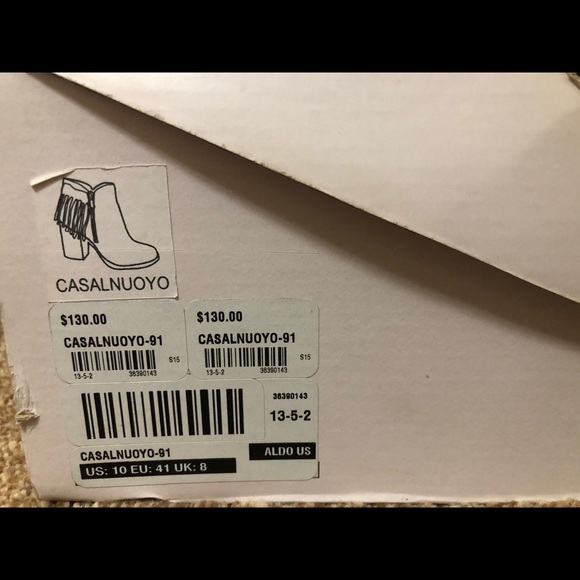 CASALNUOYO
$130.00
CASALNUOYO-91
S15
13-5-2 36390143
$130.00
CASALNUOYO-91
S15
13-5-2 36390143
36390143
13-5-2
CASALNUOYO-91
ALDO US
US: 10 EU: 41 UK: 8